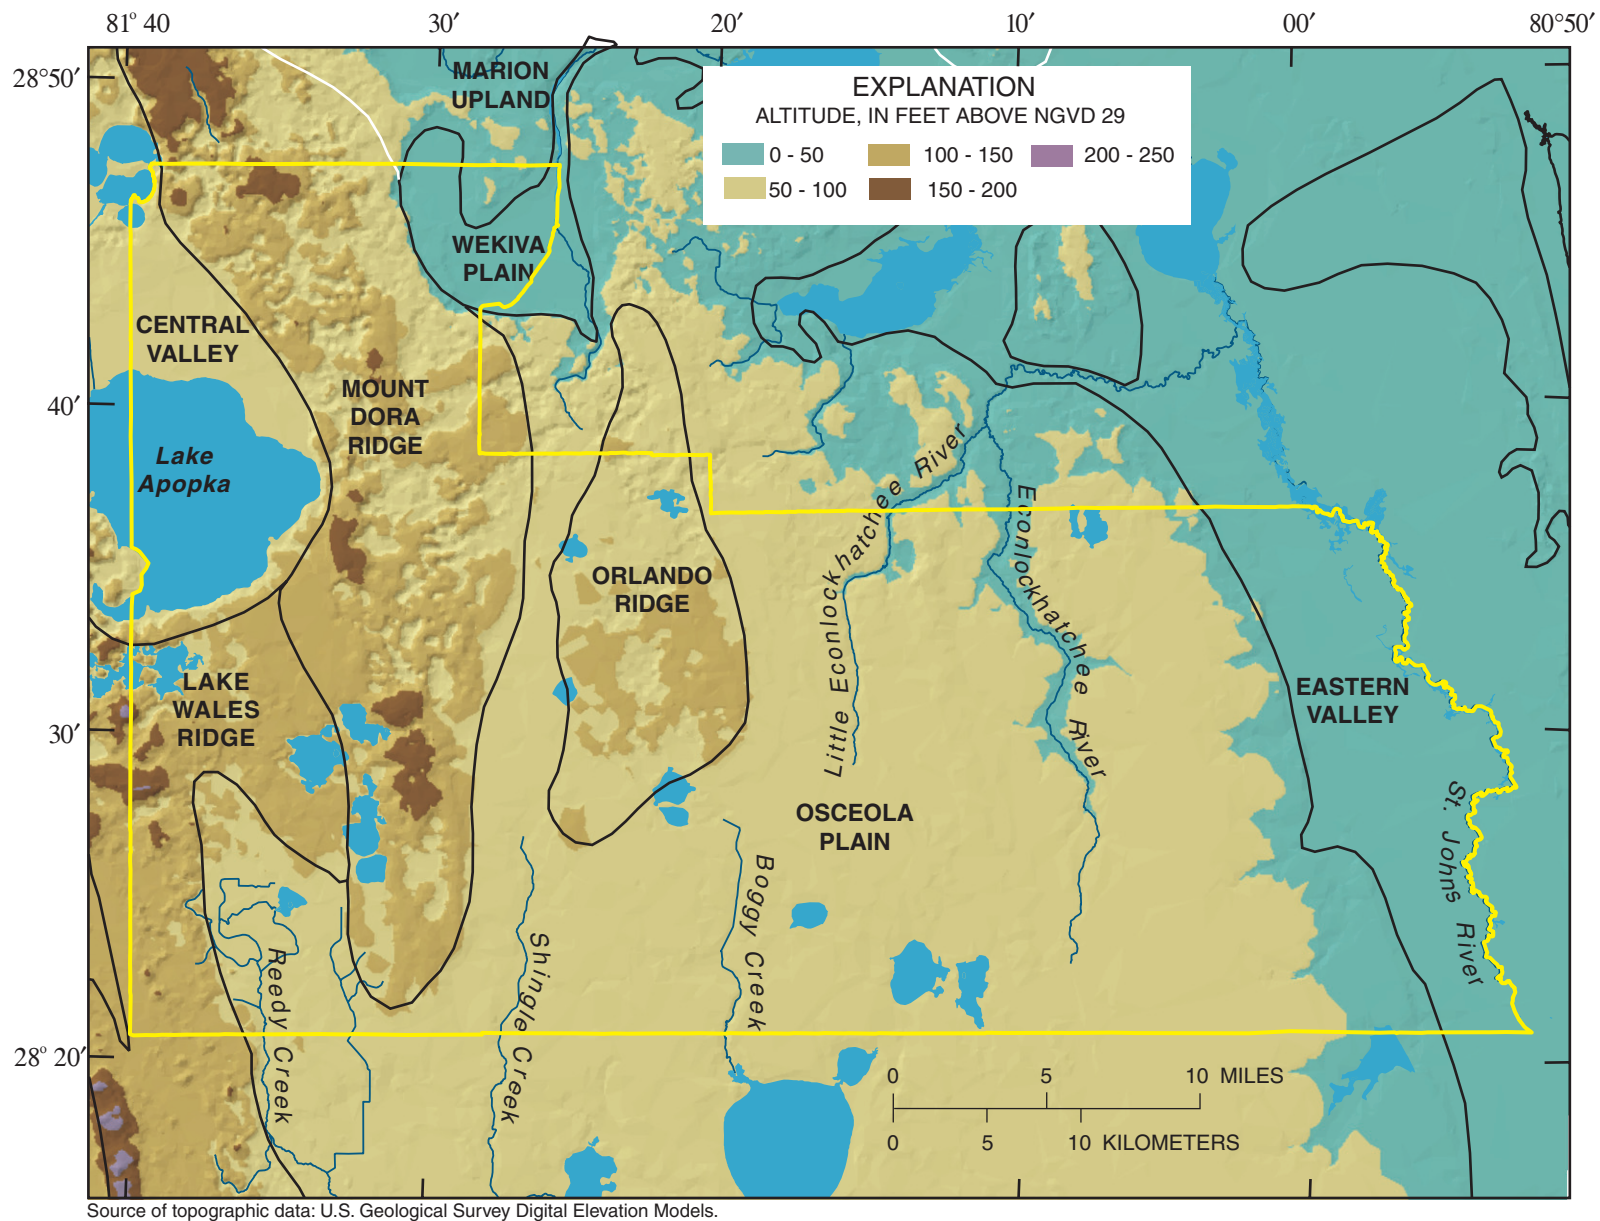 81° 40
30′
20′
10′
00′
80°50′
28°50′
40′
30′
28° 20′
EXPLANATION
ALTITUDE, IN FEET ABOVE NGVD 29
0 - 50
100 - 150
200 - 250
50 - 100
150 - 200
MARION
UPLAND
WEKIVA
PLAIN
CENTRAL
VALLEY
MOUNT
DORA
RIDGE
Lake
Apopka
ORLANDO
RIDGE
LAKE
WALES
RIDGE
OSCEOLA
PLAIN
EASTERN
VALLEY
Little Econlockhatchee River
Econlockhatchee River
St. Johns River
Reedy Creek
Shingle Creek
Boggy Creek
0 5 10 MILES
0 5 10 KILOMETERS
Source of topographic data: U.S. Geological Survey Digital Elevation Models.